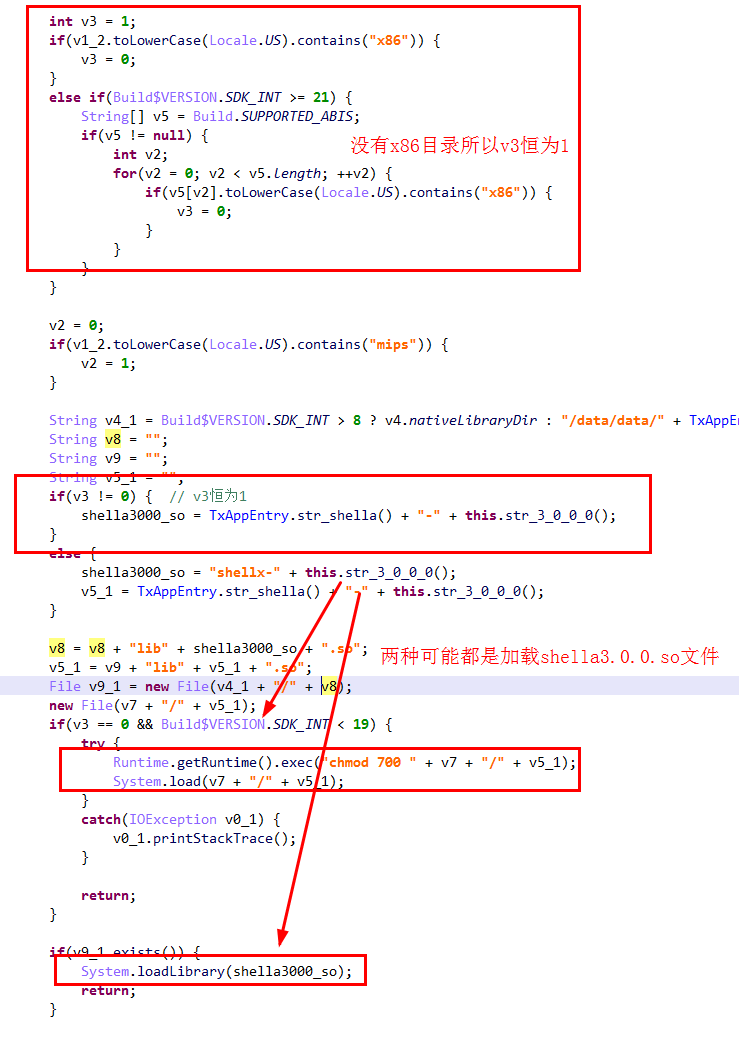 int v3 = 1;
if(v1_2.toLowerCase(Locale.US).contains("x86")) {
v3 = 0;
}
else if(Build$VERSION.SDK_INT >= 21) {
String[] v5 = Build.SUPPORTED_ABIS;
if(v5 != null) {
没有x86目录所以v3恒为1
int v2;
for(v2 = 0; v2 < v5.length; ++v2) {
if(v5[v2].toLowerCase(Locale.US).contains("x86")) {
v3 = 0;
}
}
}
}
v2 = 0;
if(v1_2.toLowerCase(Locale.US).contains("mips")) {
v2 = 1;
}
String v4_1 = Build$VERSION.SDK_INT > 8 ? v4.nativeLibraryDir : "/data/data/" + TxAppEn
String v8 = "";
String v9 = "";
String v5_1 = "";
if(v3 != 0) { // v3恒为1
shella3000_so = TxAppEntry.str_shella() + "-" + this.str_3_0_0_0();
}
else {
shella3000_so = "shellx-" + this.str_3_0_0_0();
v5_1 = TxAppEntry.str_shella() + "-" + this.str_3_0_0_0();
}
v8 = v8 + "lib" + shella3000_so + ".so";
两种可能都是加载shella3.0.0.so文件
v5_1 = v9 + "lib" + v5_1 + ".so";
File v9_1 = new File(v4_1 + "/" + v8);
new File(v7 + "/" + v5_1);
if(v3 == 0 && Build$VERSION.SDK_INT < 19) {
try {
Runtime.getRuntime().exec("chmod 700 " + v7 + "/" + v5_1);
System.load(v7 + "/" + v5_1);
}
catch(IOException v0_1) {
v0_1.printStackTrace();
}
return;
}
if(v9_1.exists()) {
System.loadLibrary(shella3000_so);
return;
}